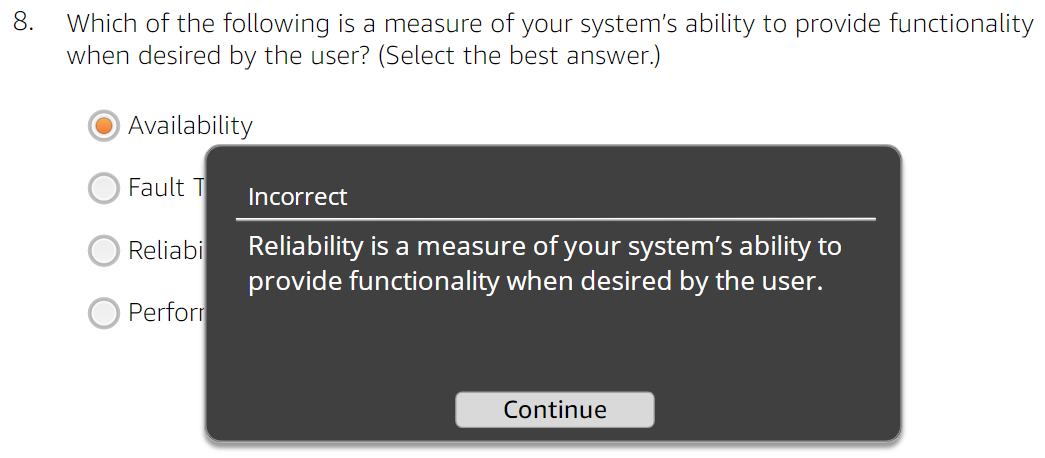 8. Which of the following is a measure of your system's ability to provide functionality
when desired by the user? (Select the best answer.)
Availability
Fault
Incorrect
Reliability is a measure of your system's ability to
provide functionality when desired by the user.
Continue